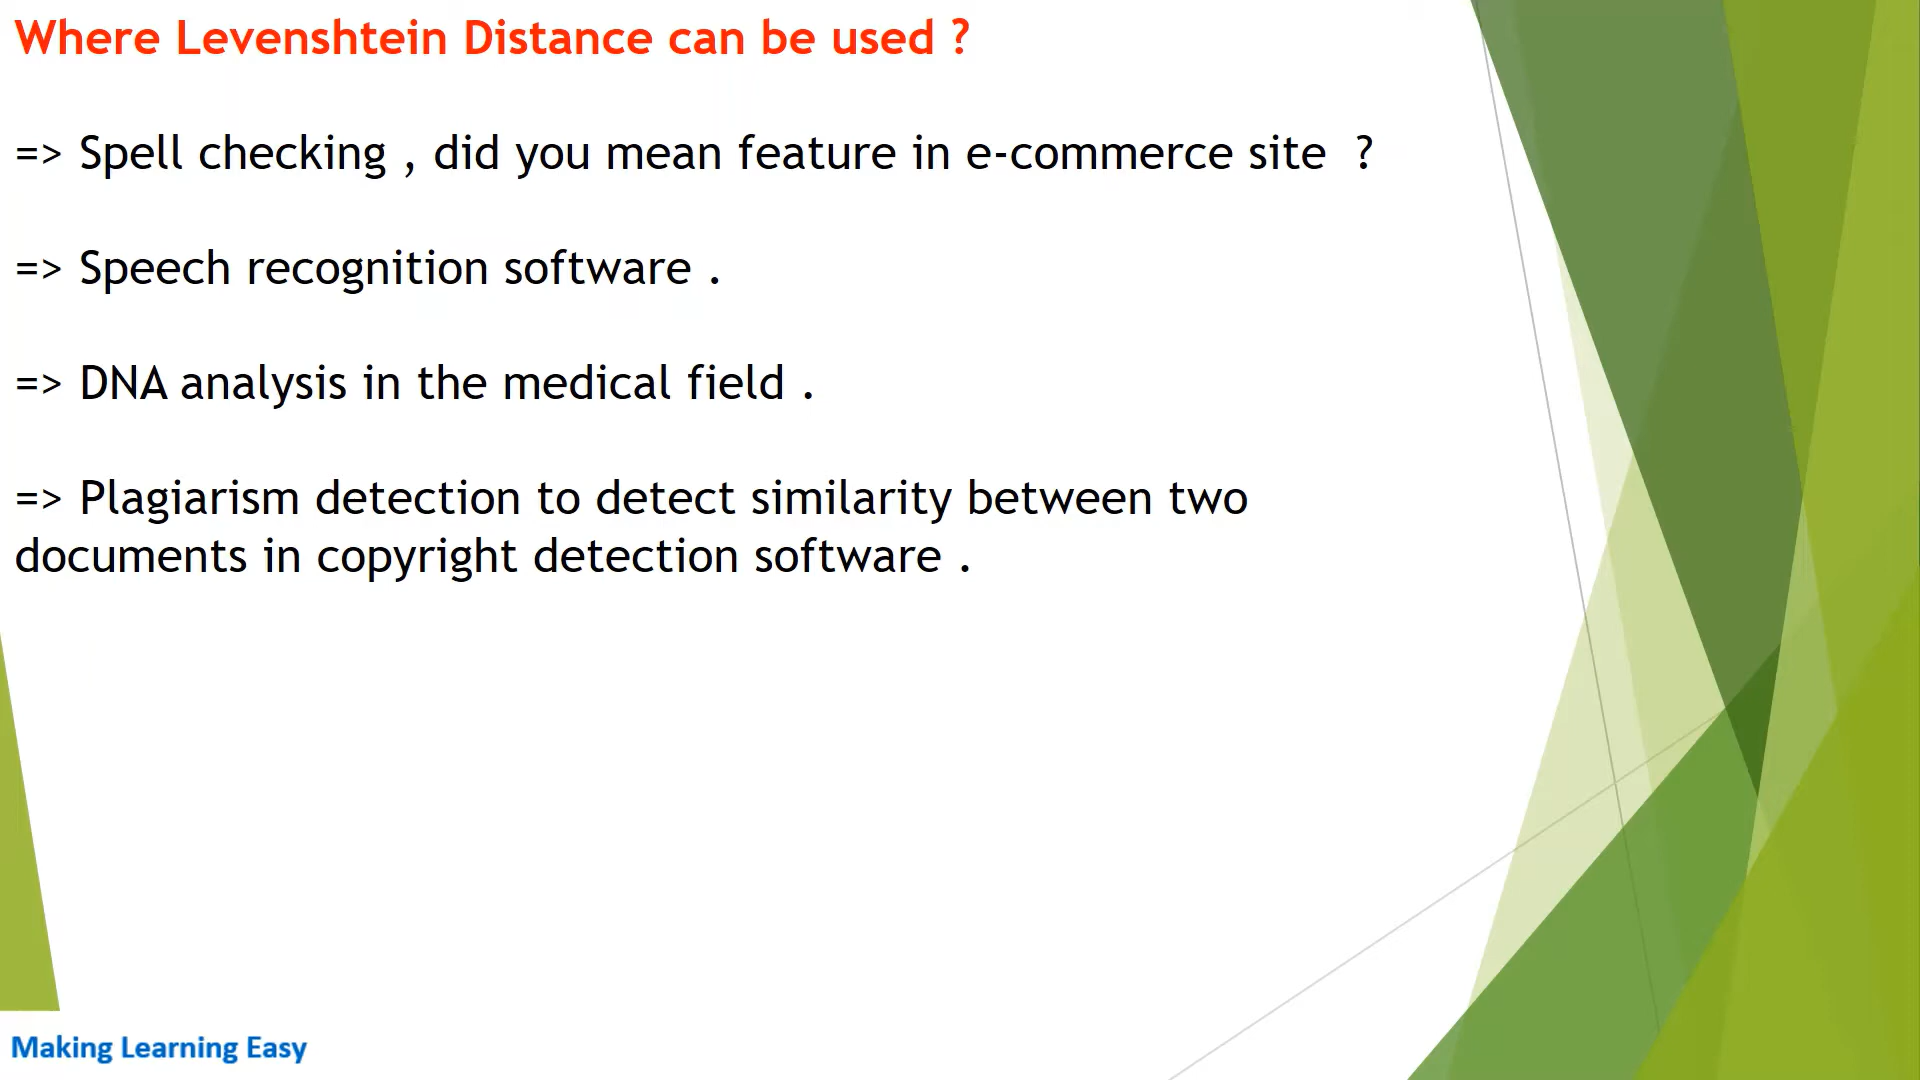 Where Levenshtein Distance can be used ?
=> Spell checking , did you mean feature in e-commerce site  ?
=> Speech recognition software .
=> DNA analysis in the medical field .
=> Plagiarism detection to detect similarity between two
documents in copyright detection software .
Making Learning Easy